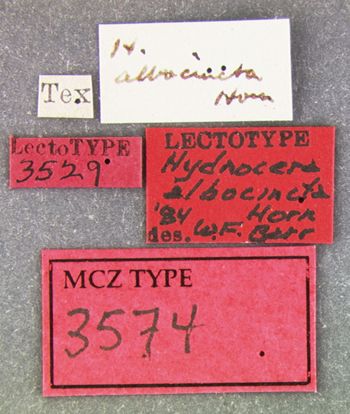 H.
albocincta
Horn
Tex
LectoTYPE
3529
LECTOTYPE
Hydnocera
albocincta
'84 Horn
des. W.F. Barr
MCZ TYPE
3574